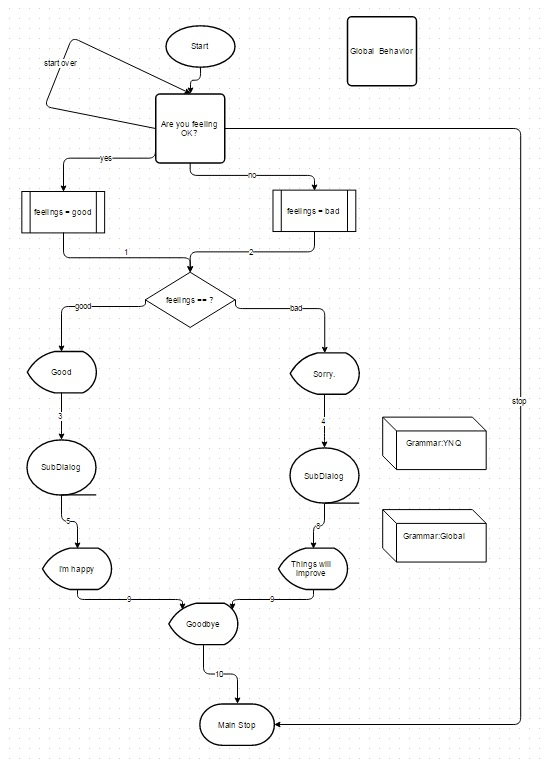 Start
Global Behavior
start over
Are you feeling
OK?
yes
no
feelings = good
feelings = bad
1
2
feelings == ?
good
bad
Good
Sorry.
stop
3
4
Grammar:YNQ
SubDialog
SubDialog
5
Grammar:Global
I'm happy
Things will
improve
9
9
Goodbye
10
Main Stop